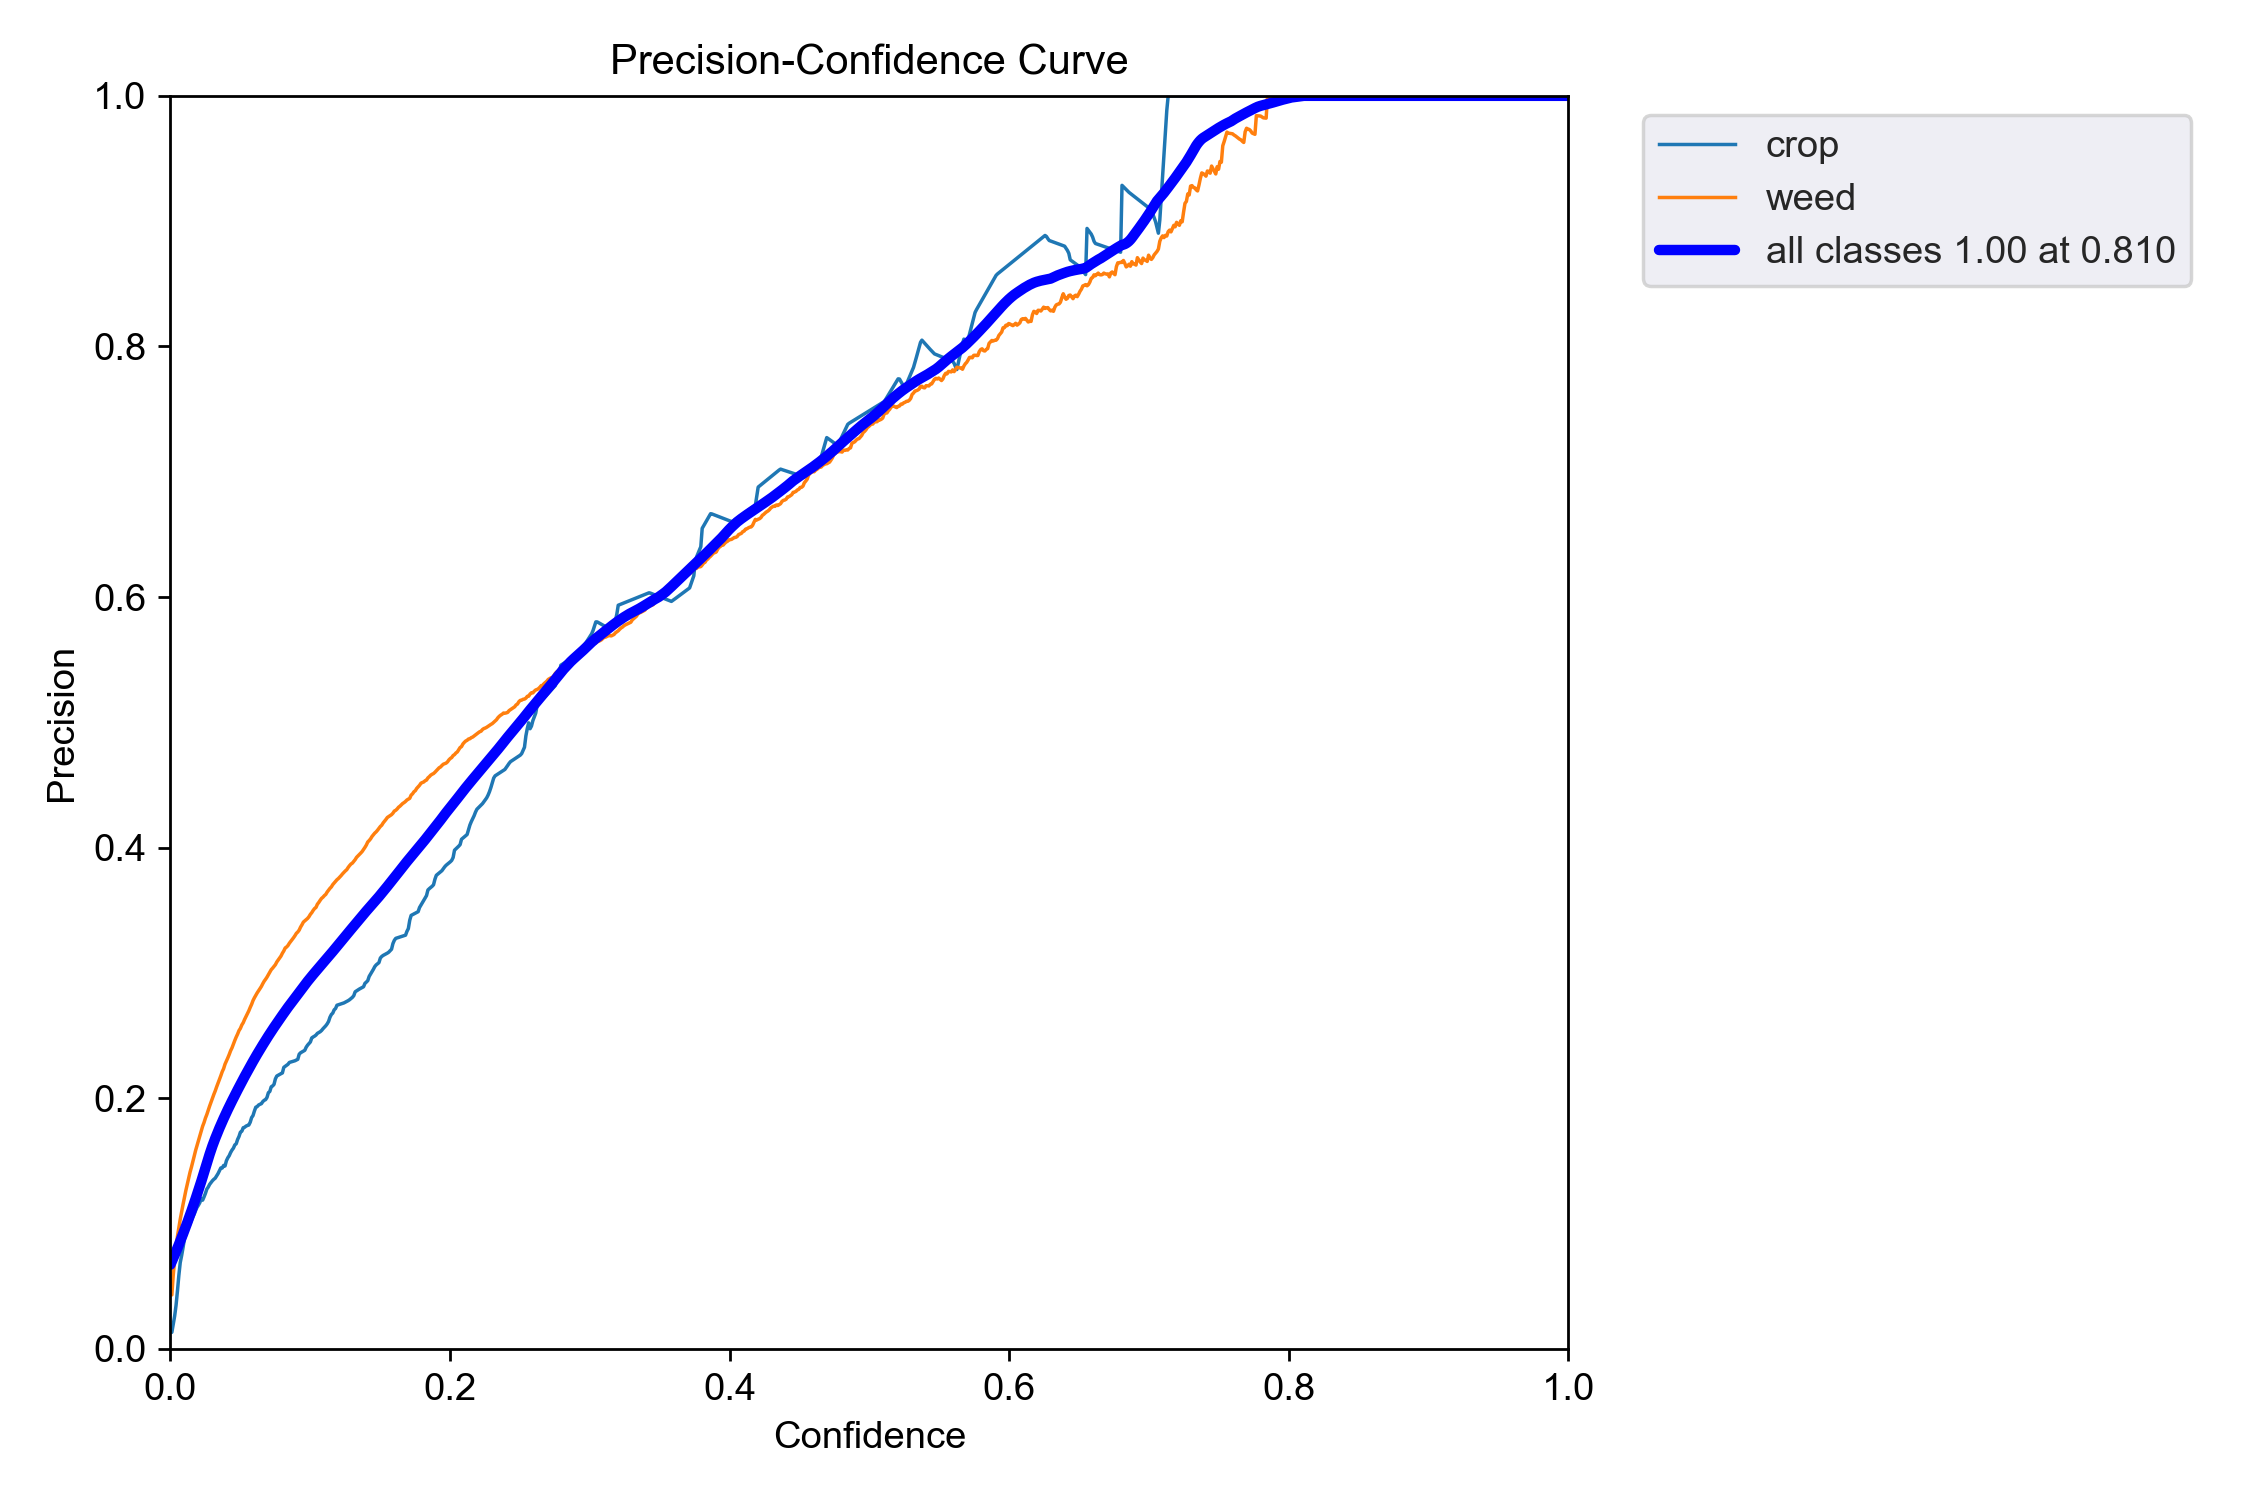 Precision-Confidence Curve
1.0
0.8
0.6
0.4
0.2
0.0
Precision
0.0 0.2 0.4 0.6 0.8 1.0
Confidence
crop
weed
all classes 1.00 at 0.810